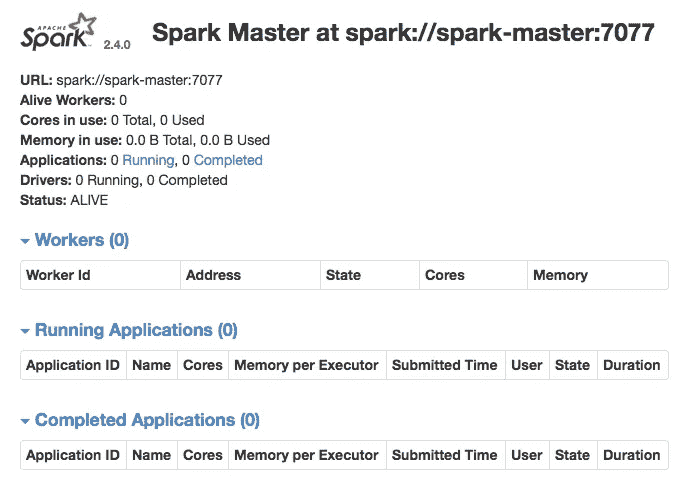 APACHE
Spark 2.4.0 Spark Master at spark://spark-master:7077
URL: spark://spark-master:7077
Alive Workers: 0
Cores in use: 0 Total, 0 Used
Memory in use: 0.0 B Total, 0.0 B Used
Applications: 0 Running, 0 Completed
Drivers: 0 Running, 0 Completed
Status: ALIVE
Workers (0)
Worker Id Address State Cores Memory
Running Applications (0)
Application ID Name Cores Memory per Executor Submitted Time User State Duration
Completed Applications (0)
Application ID Name Cores Memory per Executor Submitted Time User State Duration